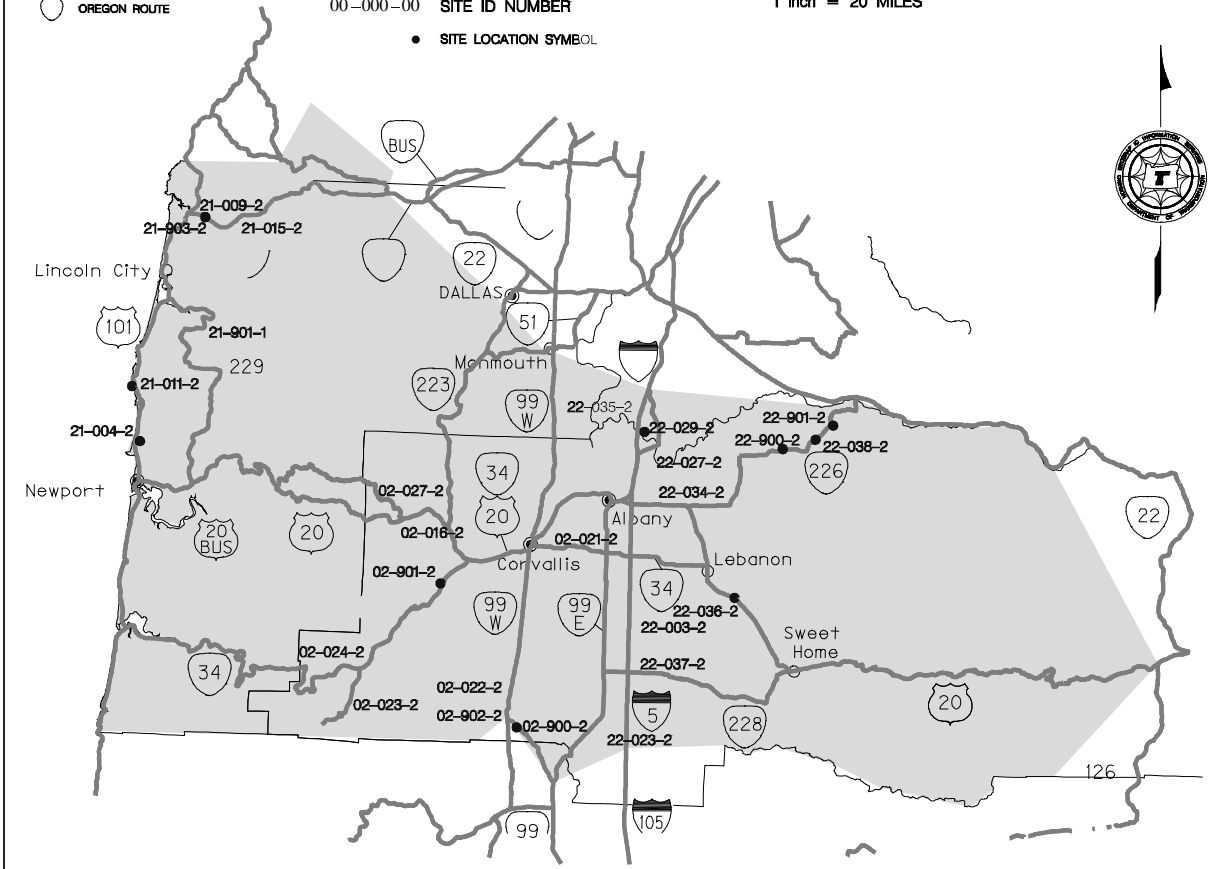 OREGON ROUTE
00-000-00 SITE ID NUMBER
1 inch = 20 MILES
SITE LOCATION SYMBOL
BUS
21-009-2
21-903-2
21-015-2
22
Lincoln City
DALLAS
101
51
21-901-1
229
Monmouth
21-011-2
223
99
W
22-035-2
21-004-2
22-029-2
22-901-2
22-900-2
22-038-2
22-027-2
34
226
Newport
02-027-2
22-034-2
20
BUS
20
20
Albany
22
02-016-2
02-021-2
Corvallis
Lebanon
02-901-2
34
99
W
99
E
22-036-2
22-003-2
Sweet
Home
02-024-2
34
22-037-2
02-022-2
02-023-2
02-902-2
02-900-2
5
228
20
22-023-2
126
99
105